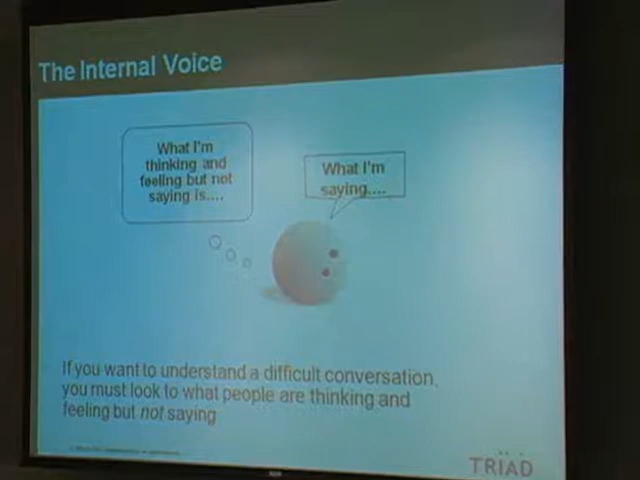 The Internal Voice
What I'm
thinking and
feeling but not
saying is....
What I'm
saying....
If you want to understand a difficult conversation,
you must look to what people are thinking and
feeling but not saying
TRIAD